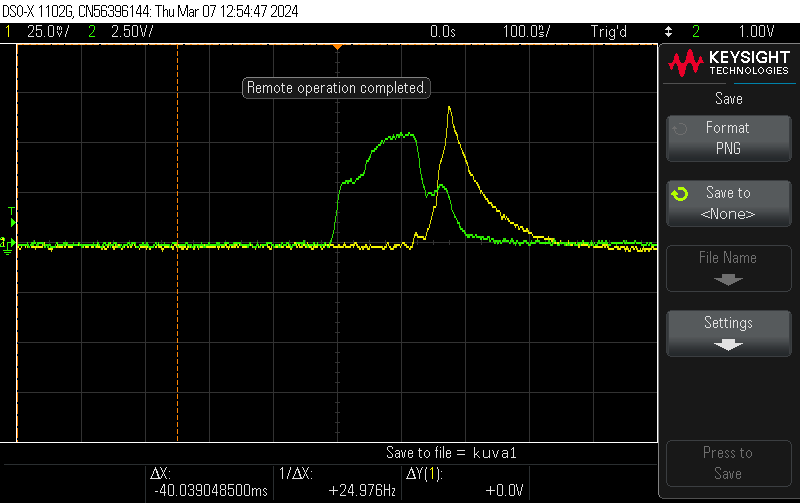 DSO-X 1102G, CN56396144: Thu Mar 07 12:54:47 2024
1 25.0V/ 2 2.50V/ 0.0s 100.0ns/ Trig'd 2 1.00V
KEYSIGHT
TECHNOLOGIES
Remote operation completed.
Save
Format
PNG
Save to
<None>
T
2
File Name
Settings
Save to file = kuva1
Press to
Save
ΔX:
-40.039048500ms
1/ΔX:
+24.976Hz
ΔY(1):
+0.0V